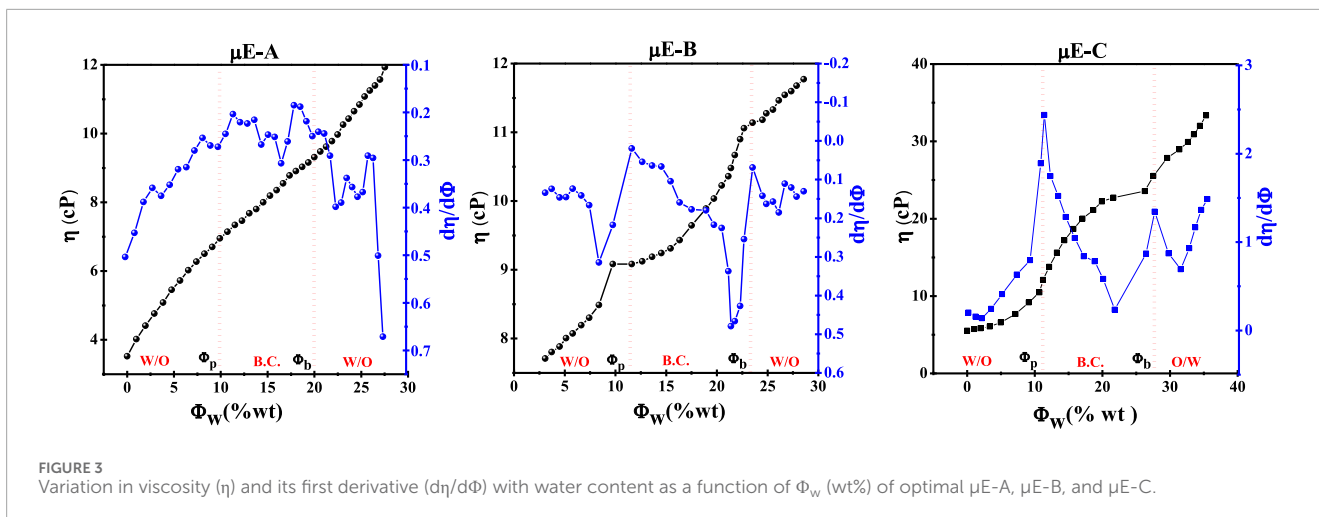 μE-A
η (cP)
12
10
8
6
4
0.1
0.2
0.3
0.4
0.5
0.6
0.7
dη/dΦ
W/O Φp B.C. Φb W/O
0 5 10 15 20 25 30
Φw(%wt)
μE-B
η (cP)
12
11
10
9
8
-0.2
-0.1
0.0
0.1
0.2
0.3
0.4
0.5
0.6
dη/dΦ
W/O Φp B.C. Φb W/O
0 5 10 15 20 25 30
Φw(%wt)
μE-C
η (cP)
40
30
20
10
0
3
2
1
0
dη/dΦ
W/O Φp B.C. Φb O/W
0 10 20 30 40
Φw(% wt )
FIGURE 3
Variation in viscosity (η) and its first derivative (dη/dΦ) with water content as a function of Φw (wt%) of optimal μE-A, μE-B, and μE-C.